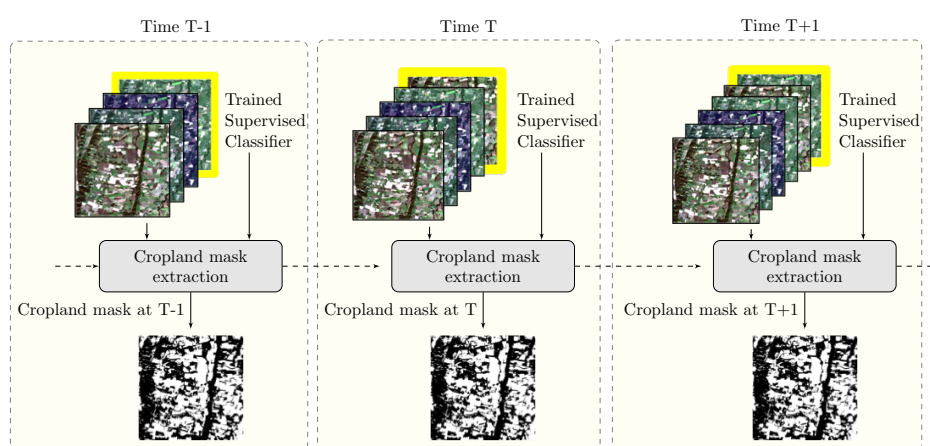 Time T-1
Time T
Time T+1
Trained
Supervised
Classifier
Trained
Supervised
Classifier
Trained
Supervised
Classifier
Cropland mask
extraction
Cropland mask
extraction
Cropland mask
extraction
Cropland mask at T-1
Cropland mask at T
Cropland mask at T+1